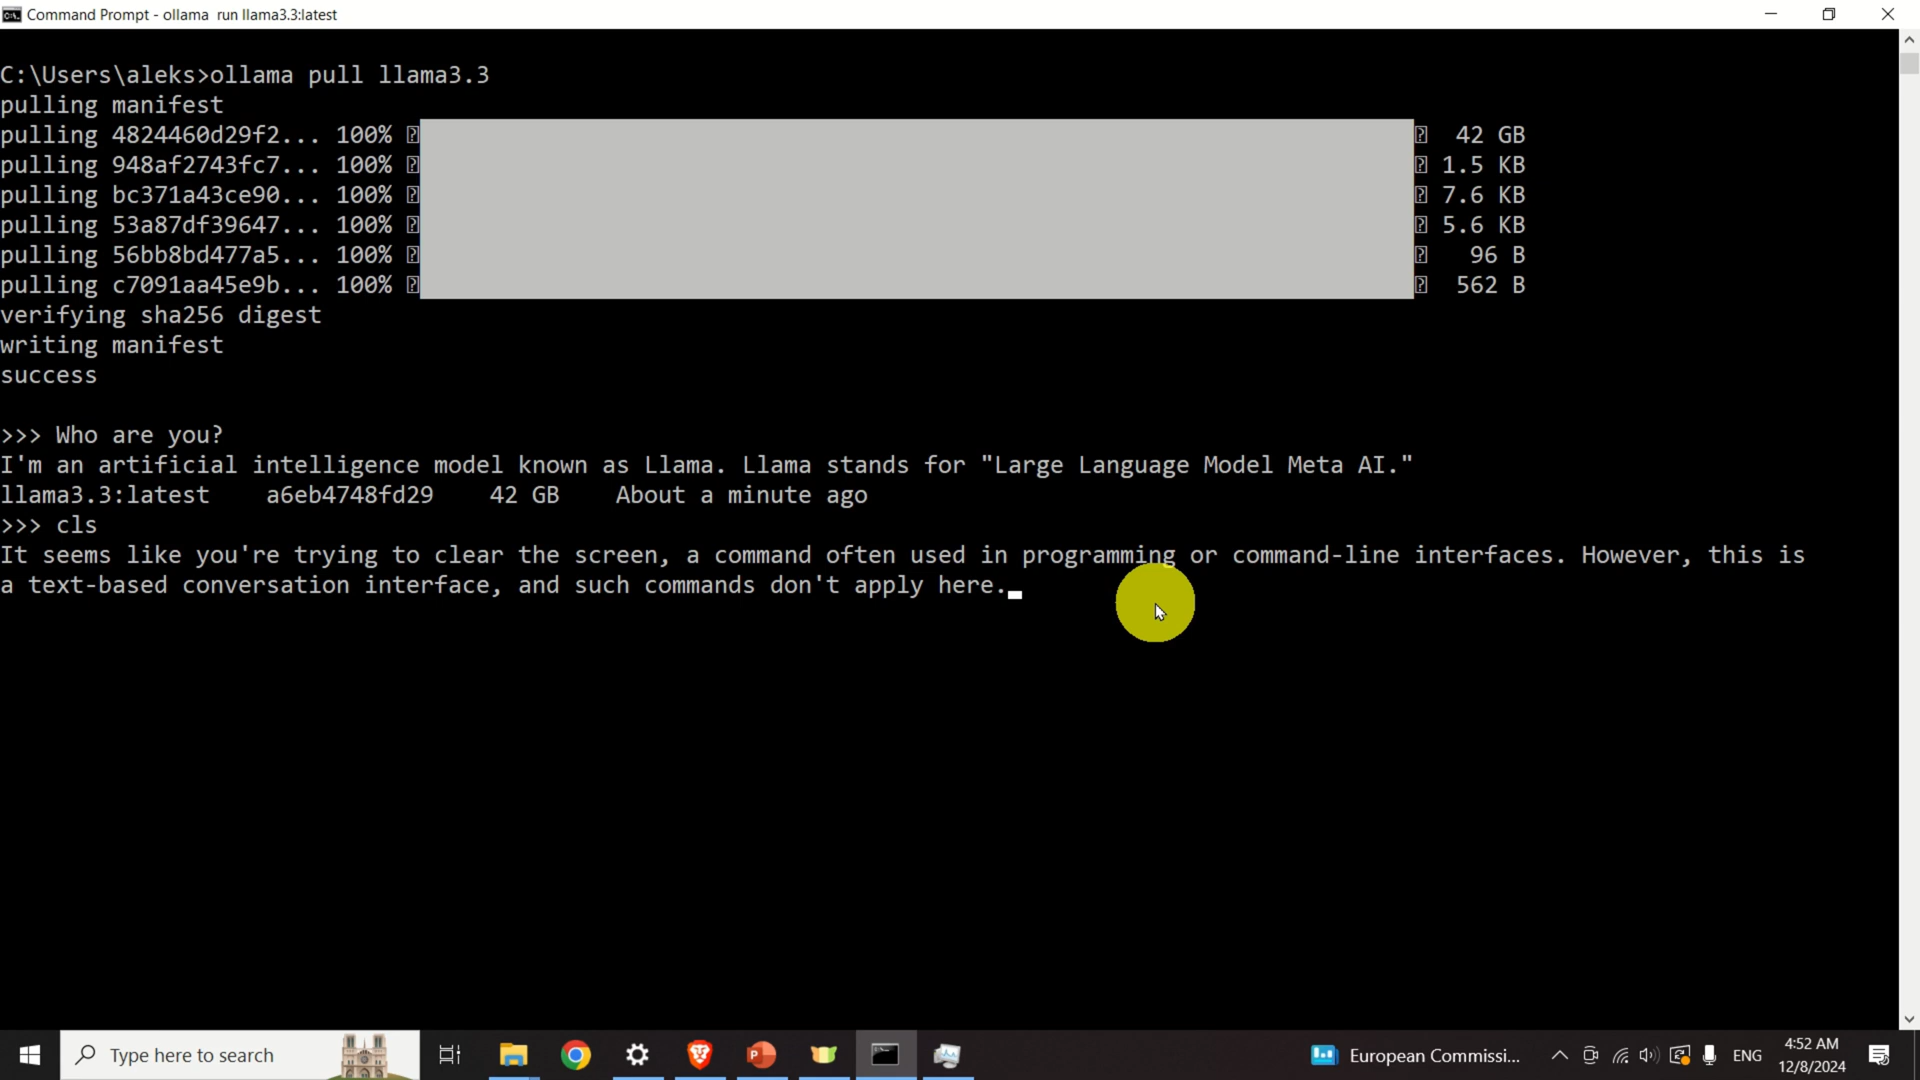 Command Prompt - ollama  run llama3.3:latest
C:\Users\aleks>ollama pull llama3.3
pulling manifest
pulling 4824460d29f2... 100% 42 GB
pulling 948af2743fc7... 100% 1.5 KB
pulling bc371a43ce90... 100% 7.6 KB
pulling 53a87df39647... 100% 5.6 KB
pulling 56bb8bd477a5... 100% 96 B
pulling c7091aa45e9b... 100% 562 B
verifying sha256 digest
writing manifest
success
>>> Who are you?
I'm an artificial intelligence model known as Llama. Llama stands for "Large Language Model Meta AI."
llama3.3:latest    a6eb4748fd29    42 GB    About a minute ago
>>> cls
It seems like you're trying to clear the screen, a command often used in programming or command-line interfaces. However, this is
a text-based conversation interface, and such commands don't apply here.
Type here to search
European Commissi...
ENG
4:52 AM
12/8/2024